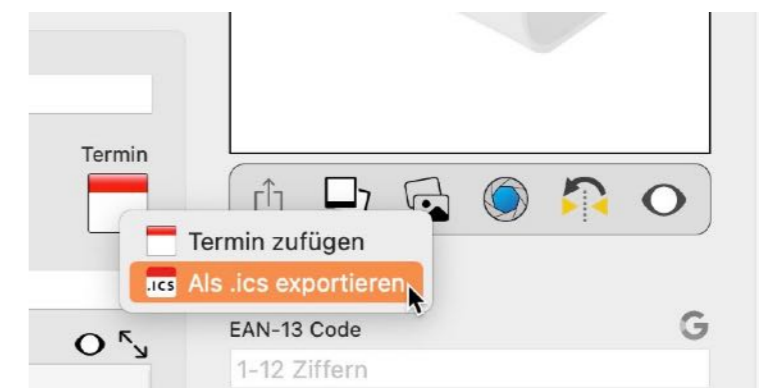 Termin
Termin zufügen
.ICS Als .ics exportieren
EAN-13 Code
G
1-12 Ziffern